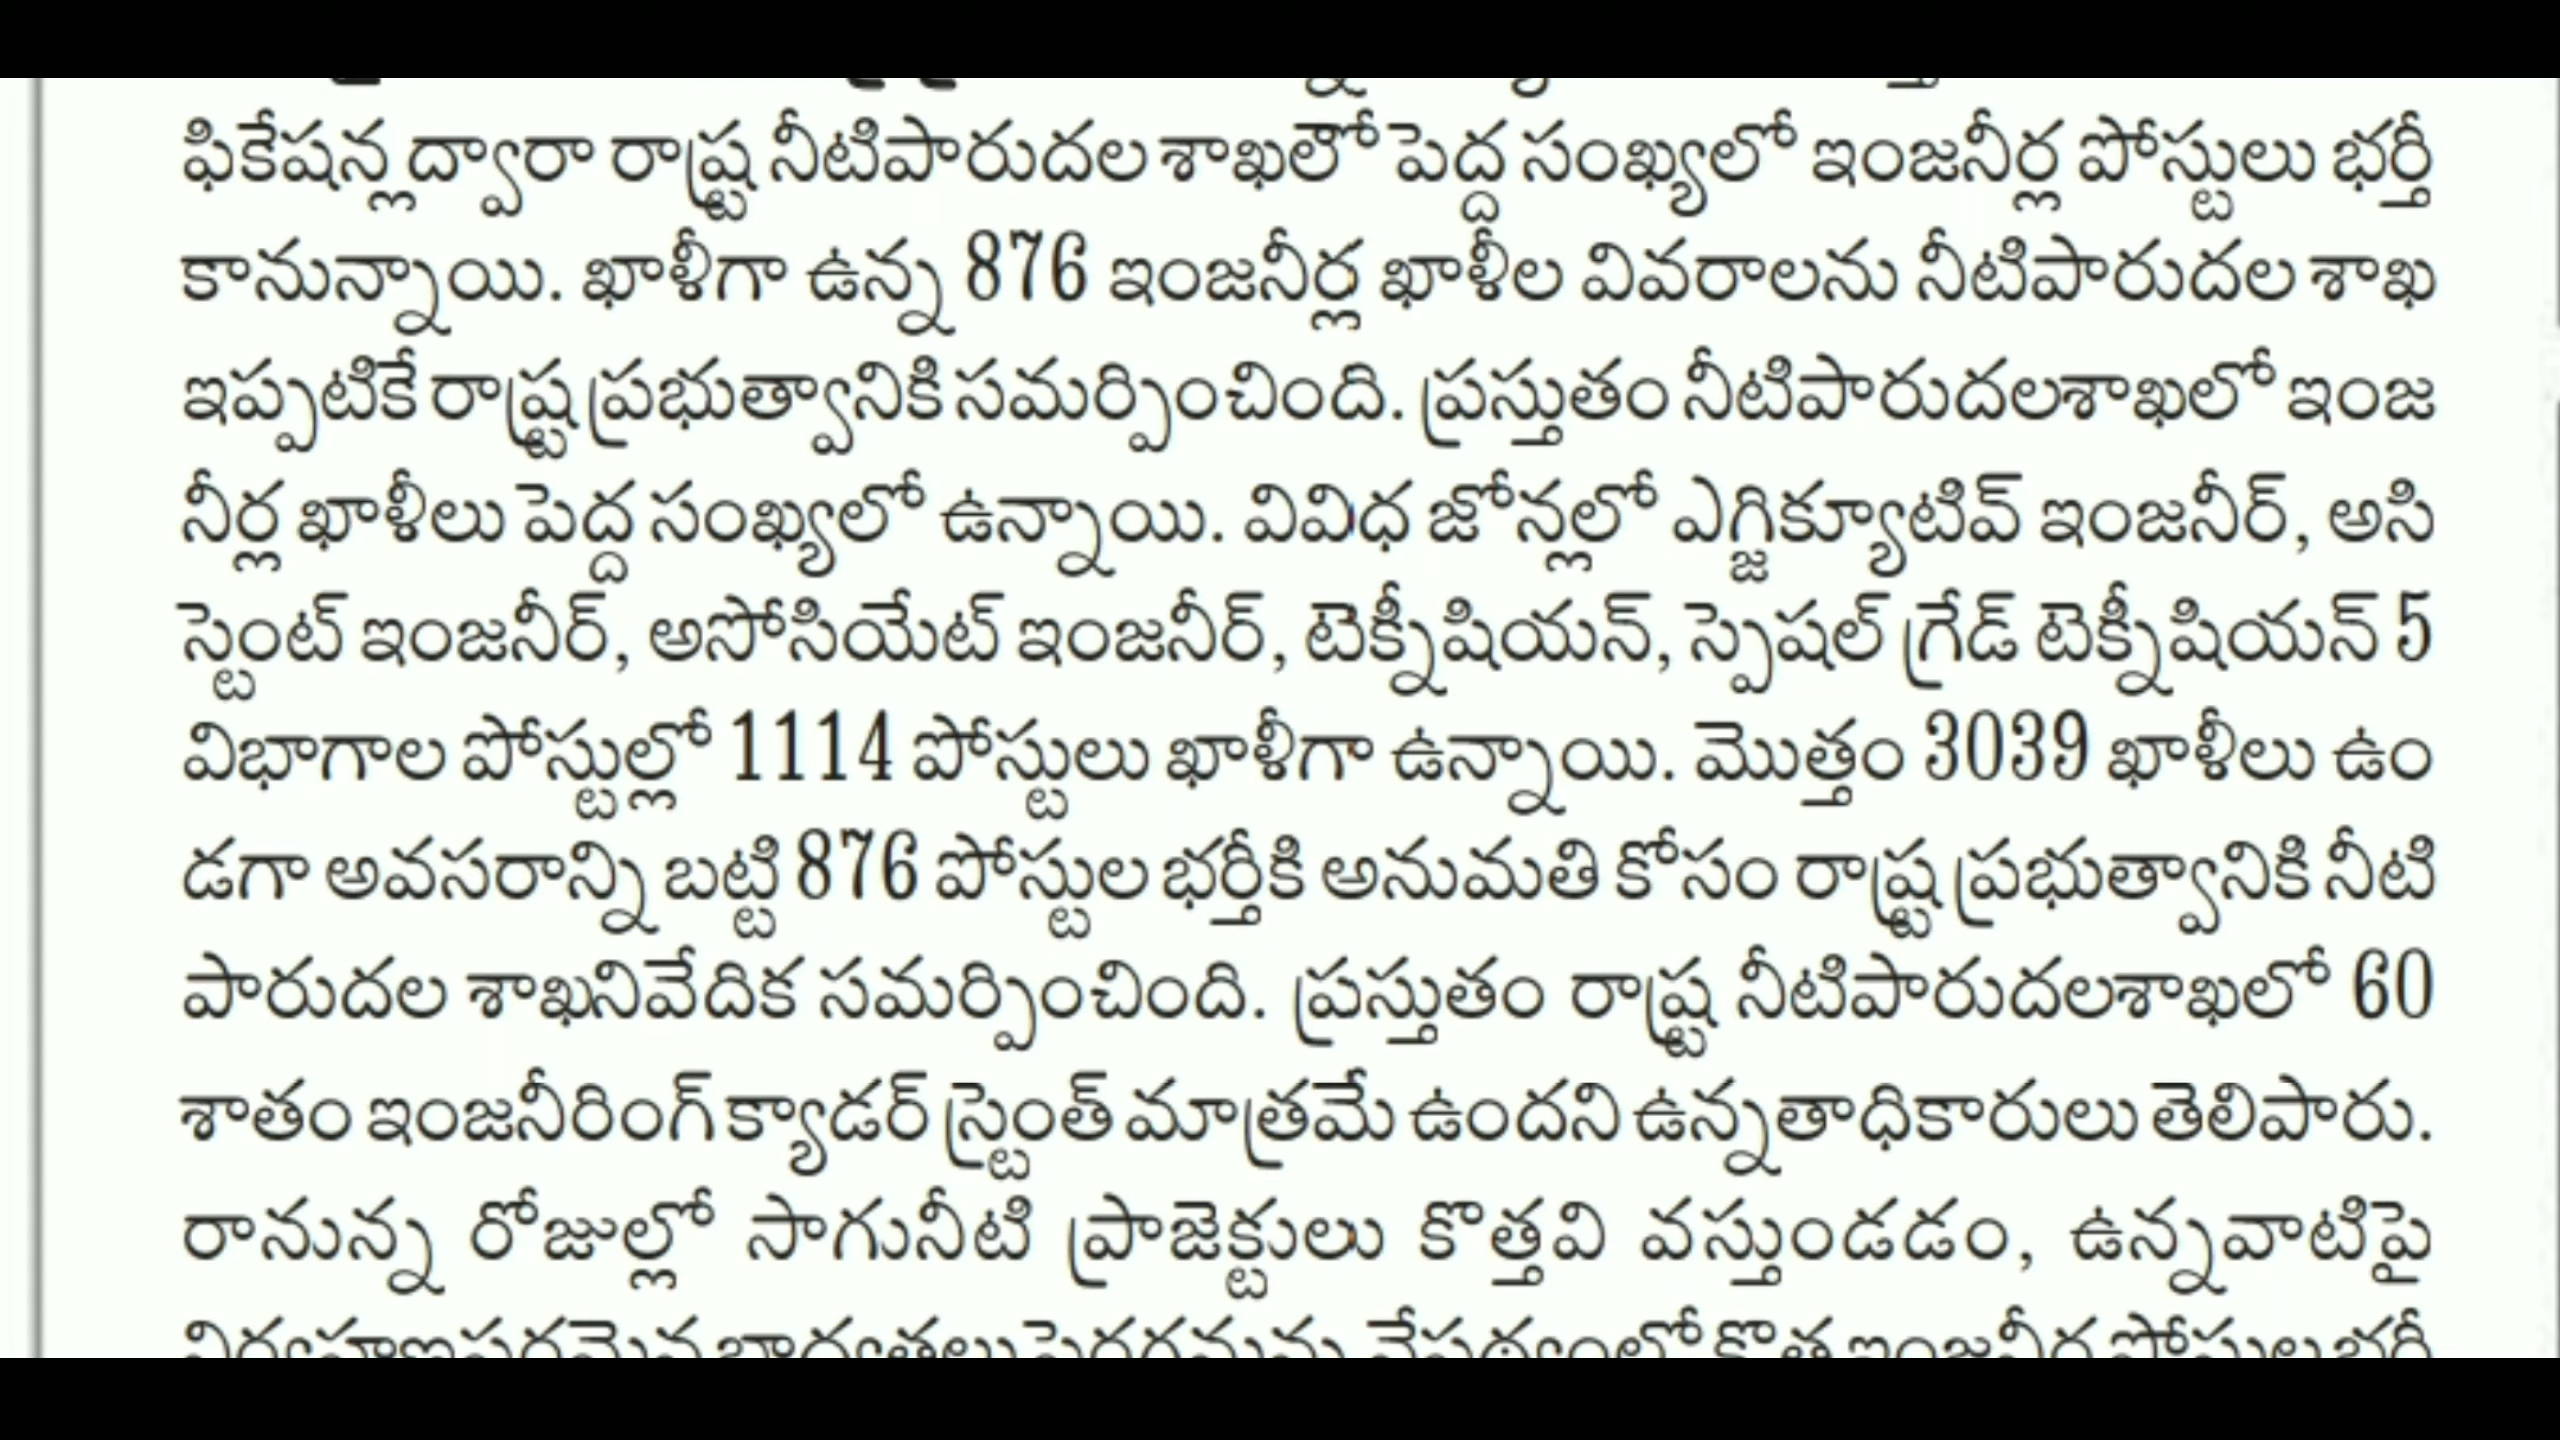 ఫికేషన్ల ద్వారా రాష్ట్ర నీటిపారుదల శాఖలో పెద్ద సంఖ్యలో ఇంజనీర్ల పోస్టులు భర్తీ
కానున్నాయి. ఖాళీగా ఉన్న 876 ఇంజనీర్ల ఖాళీల వివరాలను నీటిపారుదల శాఖ
ఇప్పటికే రాష్ట్ర ప్రభుత్వానికి సమర్పించింది. ప్రస్తుతం నీటిపారుదలశాఖలో ఇంజ
నీర్ల ఖాళీలు పెద్ద సంఖ్యలో ఉన్నాయి. వివిధ జోన్లలో ఎగ్జిక్యూటివ్ ఇంజనీర్, అసి
స్టెంట్ ఇంజనీర్, అసోసియేట్ ఇంజనీర్, టెక్నీషియన్, స్పెషల్ గ్రేడ్ టెక్నీషియన్ 5
విభాగాల పోస్టుల్లో 1114 పోస్టులు ఖాళీగా ఉన్నాయి. మొత్తం 3039 ఖాళీలు ఉం
డగా అవసరాన్ని బట్టి 876 పోస్టుల భర్తీకి అనుమతి కోసం రాష్ట్ర ప్రభుత్వానికి నీటి
పారుదల శాఖనివేదిక సమర్పించింది. ప్రస్తుతం రాష్ట్ర నీటిపారుదలశాఖలో 60
శాతం ఇంజనీరింగ్ క్యాడర్ స్ట్రెంత్ మాత్రమే ఉందని ఉన్నతాధికారులు తెలిపారు.
రానున్న రోజుల్లో సాగునీటి ప్రాజెక్టులు కొత్తవి వస్తుండడం, ఉన్నవాటిపై